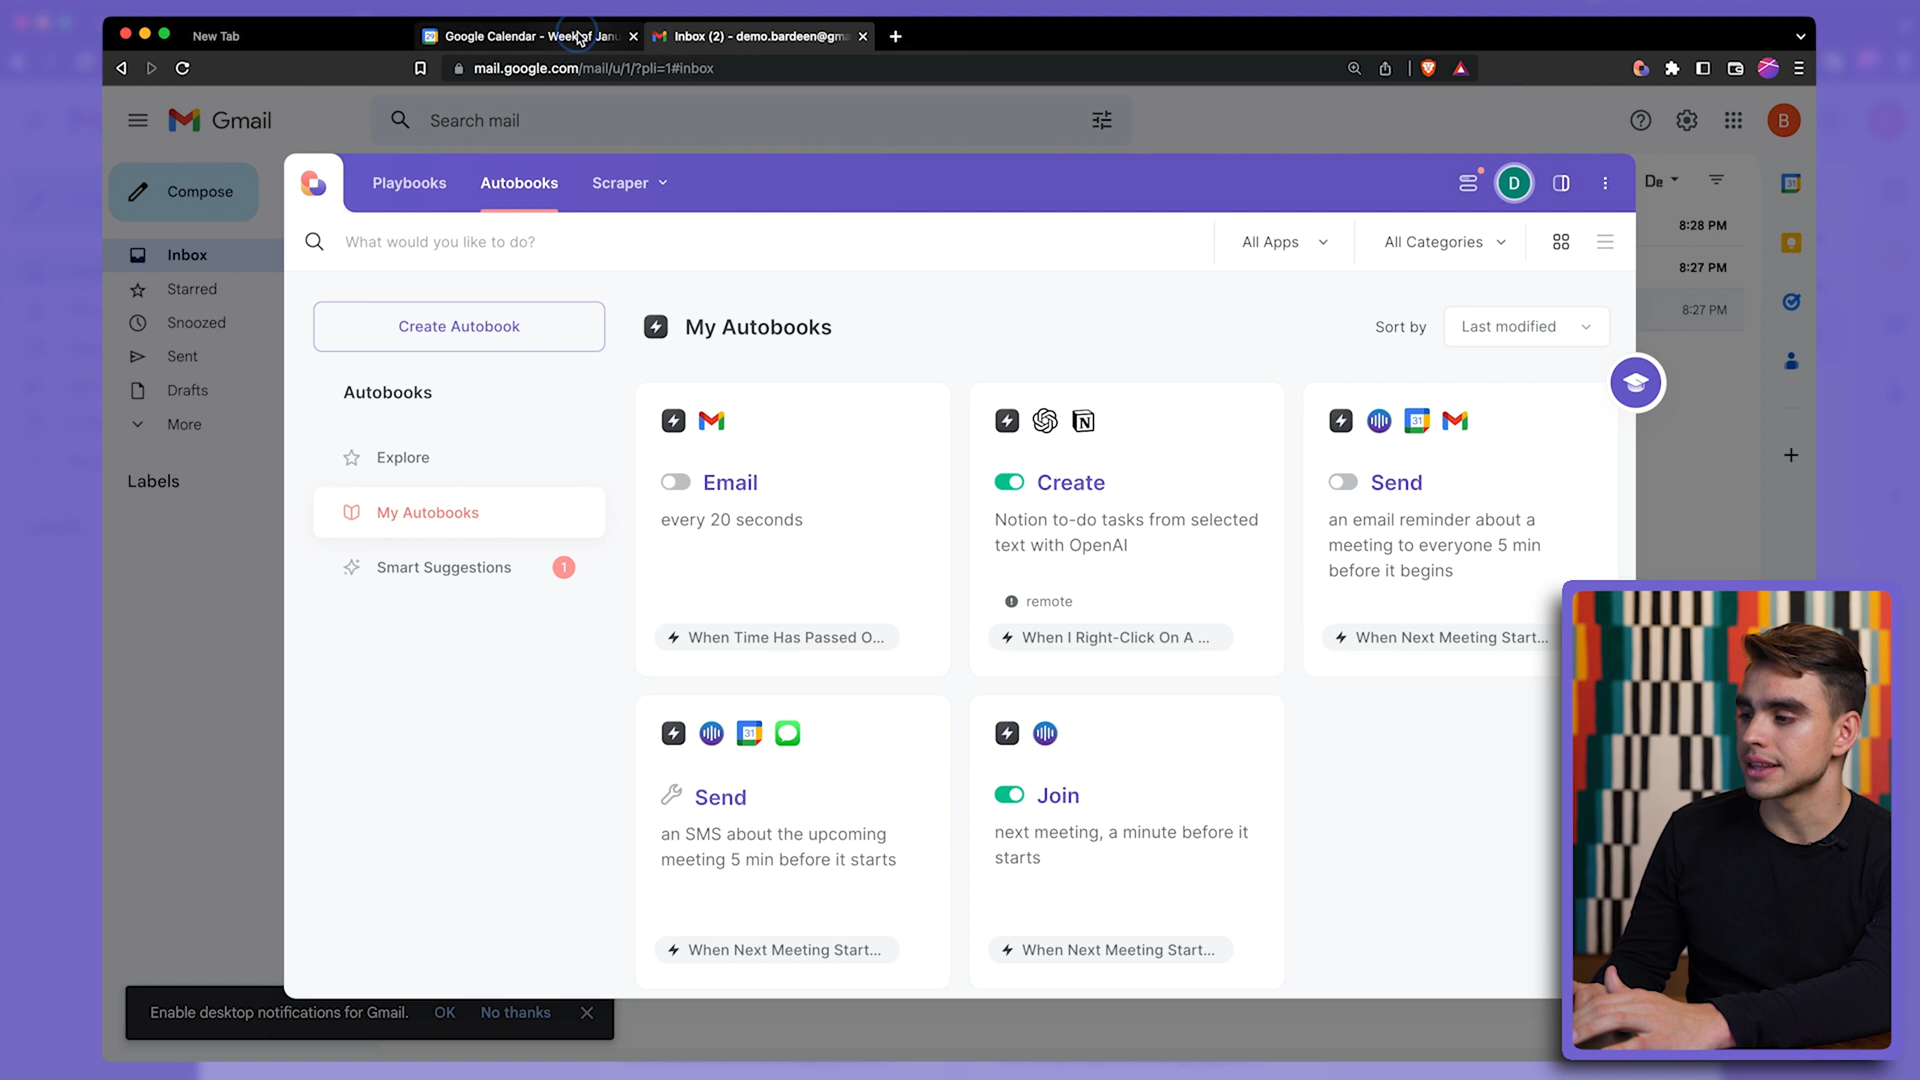 New Tab
Google Calendar - Week of Janu
Inbox (2) - demo.bardeen@gma
mail.google.com/mail/u/1/?pli=1#inbox
Gmail
Search mail
B
Compose
Inbox
Starred
Snoozed
Sent
Drafts
More
Labels
Playbooks
Autobooks
Scraper
D
De
8:28 PM
8:27 PM
8:27 PM
31
What would you like to do?
All Apps
All Categories
Create Autobook
My Autobooks
Sort by
Last modified
Autobooks
Explore
My Autobooks
Smart Suggestions
1
Email
every 20 seconds
When Time Has Passed O...
Create
Notion to-do tasks from selected
text with OpenAI
remote
When I Right-Click On A ...
31
Send
an email reminder about a
meeting to everyone 5 min
before it begins
When Next Meeting Start...
31
Send
an SMS about the upcoming
meeting 5 min before it starts
When Next Meeting Start...
Join
next meeting, a minute before it
starts
When Next Meeting Start...
Enable desktop notifications for Gmail.
OK
No thanks